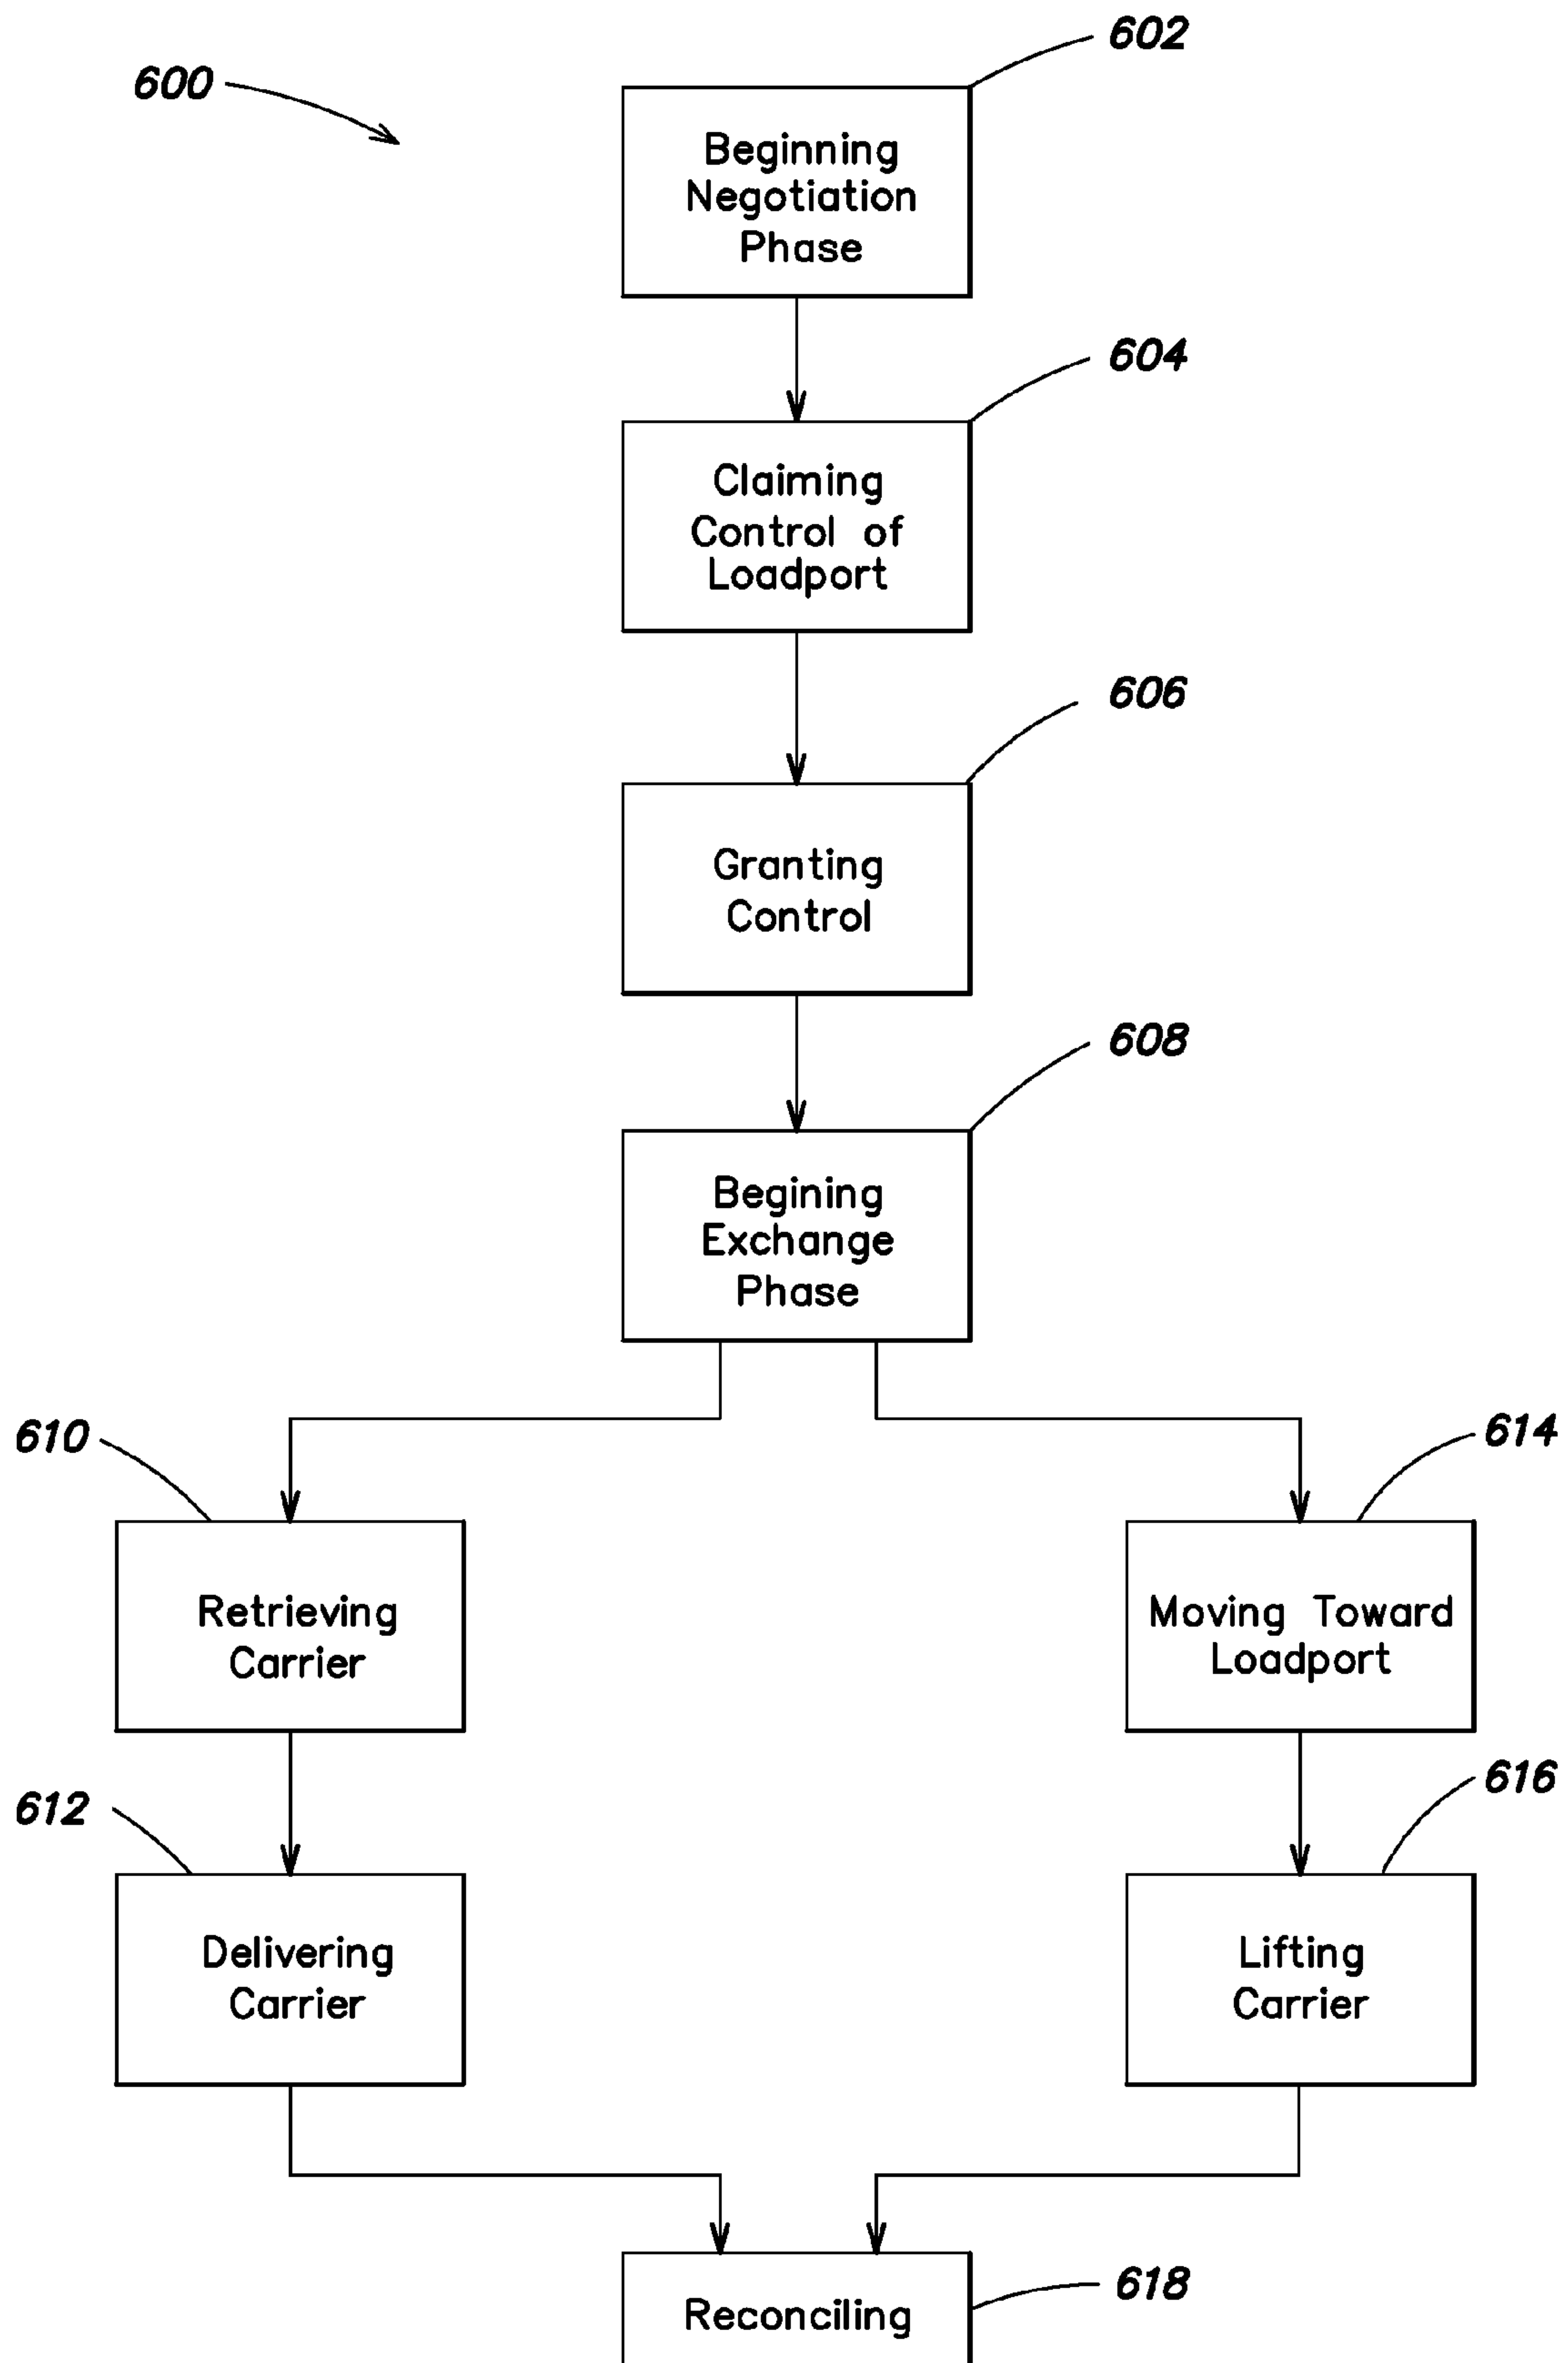 602
600
Beginning
Negotiation
Phase
604
Claiming
Control of
Loadport
606
Granting
Control
608
Begining
Exchange
Phase
610
614
Retrieving
Carrier
Moving Toward
Loadport
612
616
Delivering
Carrier
Lifting
Carrier
618
Reconciling